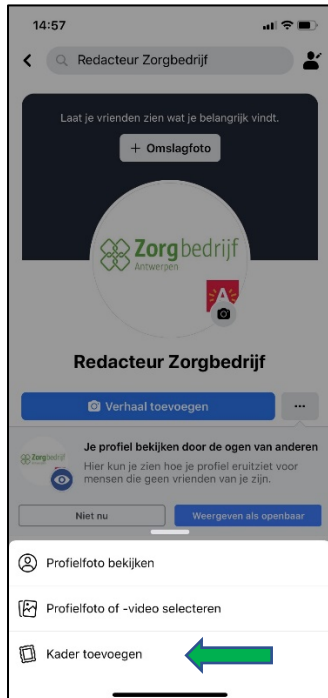 14:57
Redacteur Zorgbedrijf
Laat je vrienden zien wat je belangrijk vindt.
+ Omslagfoto
Zorgbedrijf
Antwerpen
A
Redacteur Zorgbedrijf
Verhaal toevoegen
...
Zorgbedrijf
Je profiel bekijken door de ogen van anderen
Hier kun je zien hoe je profiel eruitziet voor
mensen die geen vrienden van je zijn.
Niet nu
Weergeven als openbaar
Profielfoto bekijken
Profielfoto of -video selecteren
Kader toevoegen